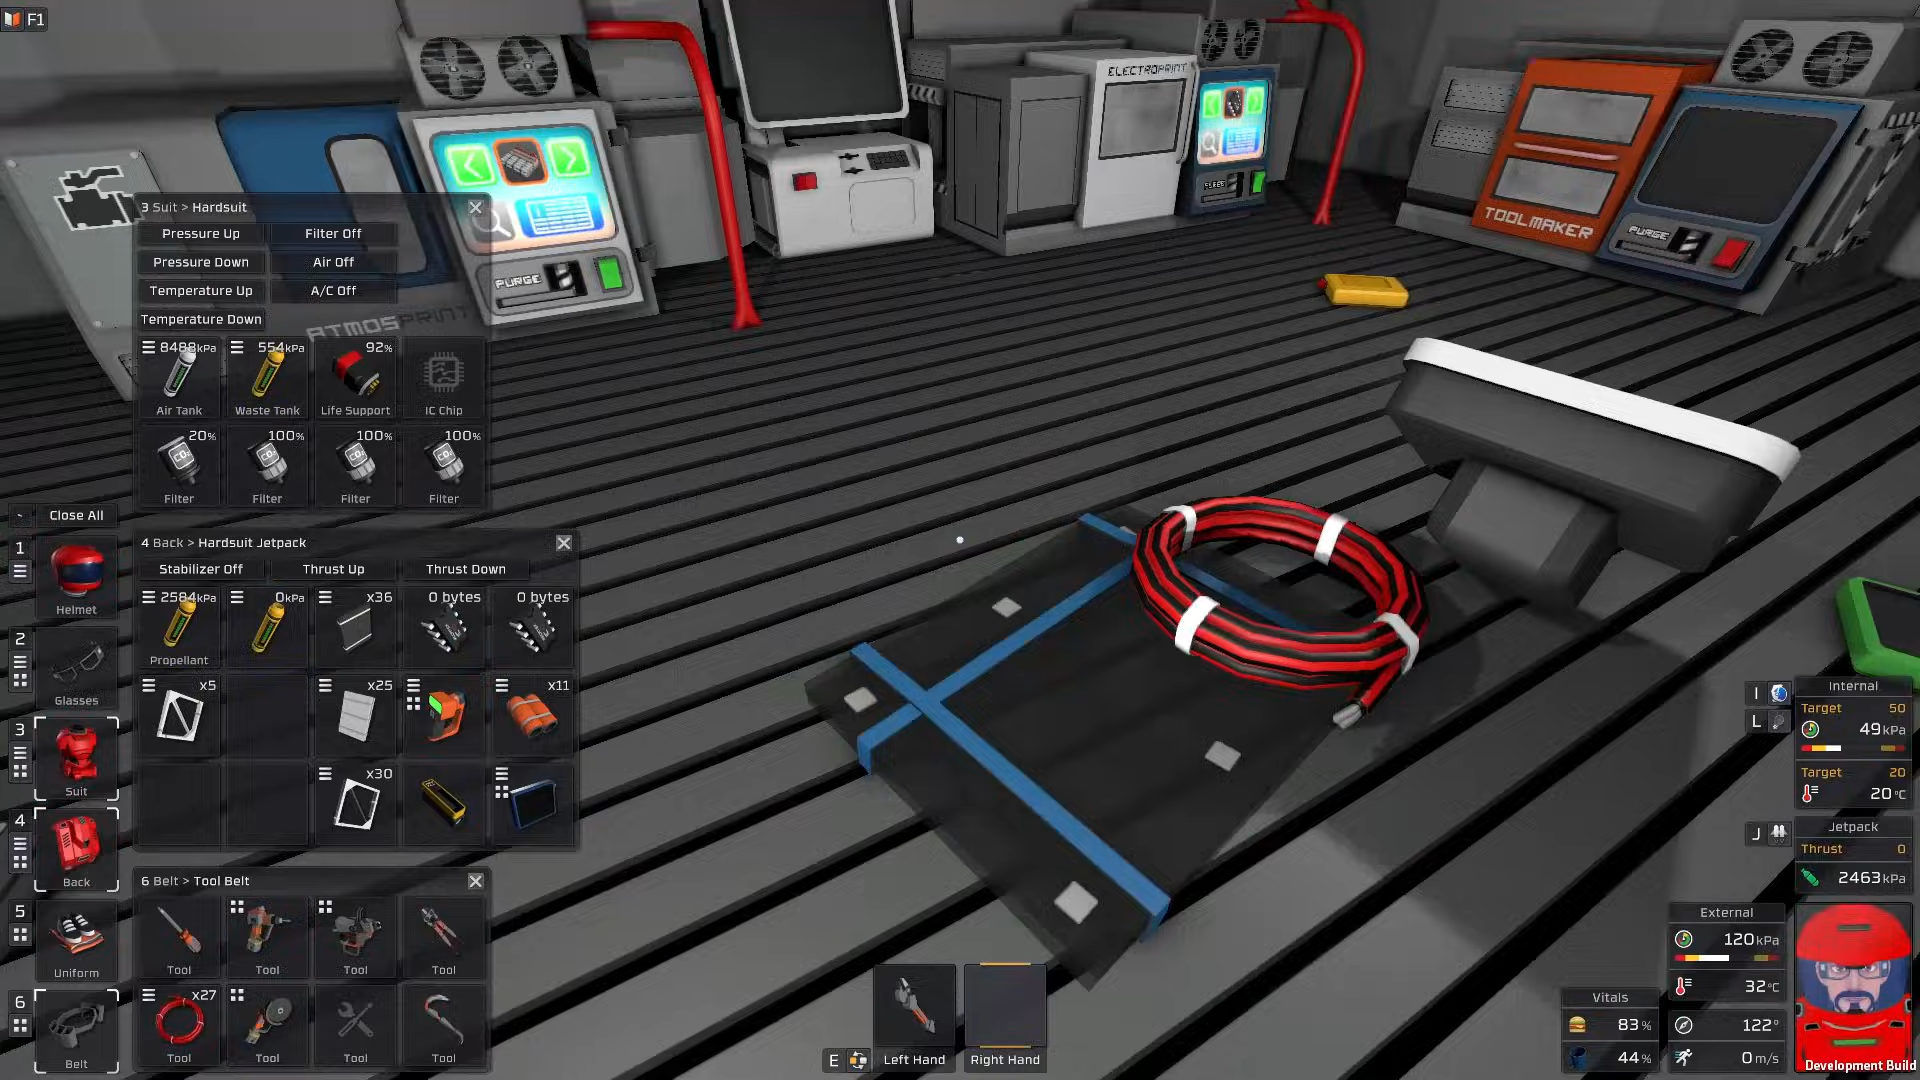 F1
ELECTROPRINT
TOOLMAKER
PURGE
PURGE
ATMOSPRINT
3 Suit > Hardsuit
Pressure Up
Filter Off
Pressure Down
Air Off
Temperature Up
A/C Off
Temperature Down
8488kPa
554kPa
92%
Air Tank
Waste Tank
Life Support
IC Chip
20%
100%
100%
100%
CO₂
CO₂
CO₂
CO₂
Filter
Filter
Filter
Filter
~ Close All
1
Helmet
2
Glasses
3
Suit
4
Back
5
Uniform
6
Belt
4 Back > Hardsuit Jetpack
Stabilizer Off
Thrust Up
Thrust Down
2584kPa
0kPa
x36
0 bytes
0 bytes
Propellant
x5
x25
x11
x30
6 Belt > Tool Belt
Tool
Tool
Tool
Tool
x27
Tool
Tool
Tool
Tool
E
Left Hand
Right Hand
I
L
Internal
Target 50
49kPa
Target 20
20°C
J
Jetpack
Thrust 0
2463kPa
External
120kPa
32°C
122°
0m/s
Vitals
83%
44%
Development Build